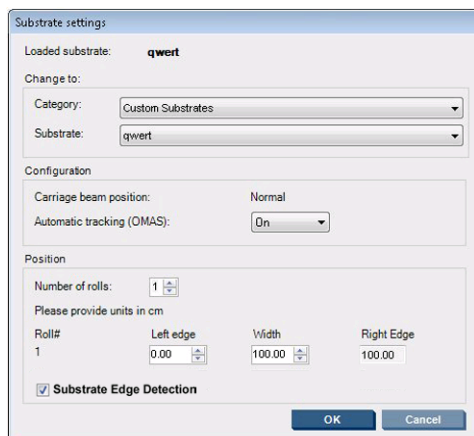 Substrate settings
Loaded substrate: qwert
Change to:
Category: Custom Substrates
Substrate: qwert
Configuration
Carriage beam position: Normal
Automatic tracking (OMAS): On
Position
Number of rolls: 1
Please provide units in cm
Roll# Left edge Width Right Edge
1 0.00 100.00 100.00
Substrate Edge Detection
OK Cancel